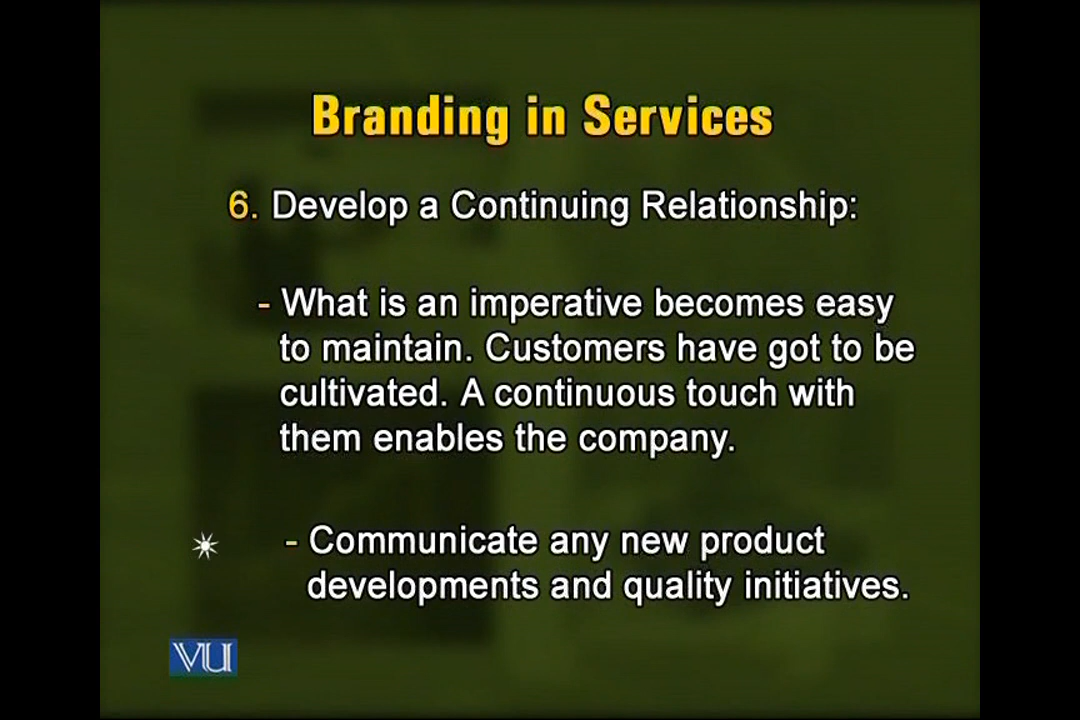 Branding in Services
6. Develop a Continuing Relationship:
- What is an imperative becomes easy
to maintain. Customers have got to be
cultivated. A continuous touch with
them enables the company.
- Communicate any new product
developments and quality initiatives.
VU